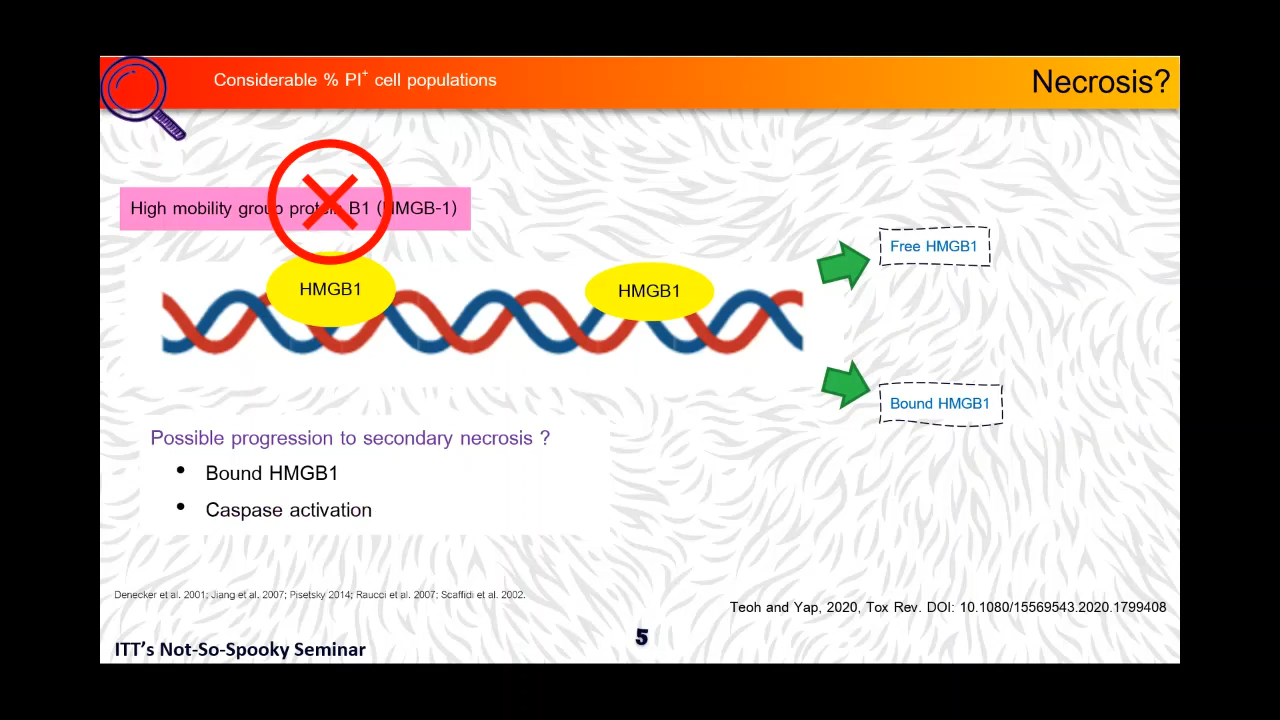 Considerable % PI+ cell populations
Necrosis?
High mobility group protein B1 (HMGB-1)
HMGB1
HMGB1
Free HMGB1
Bound HMGB1
Possible progression to secondary necrosis ?
• Bound HMGB1
• Caspase activation
Denecker et al. 2001; Jiang et al. 2007; Pisetsky 2014; Raucci et al. 2007; Scaffidi et al. 2002.
Teoh and Yap, 2020, Tox Rev. DOI: 10.1080/15569543.2020.1799408
5
ITT's Not-So-Spooky Seminar